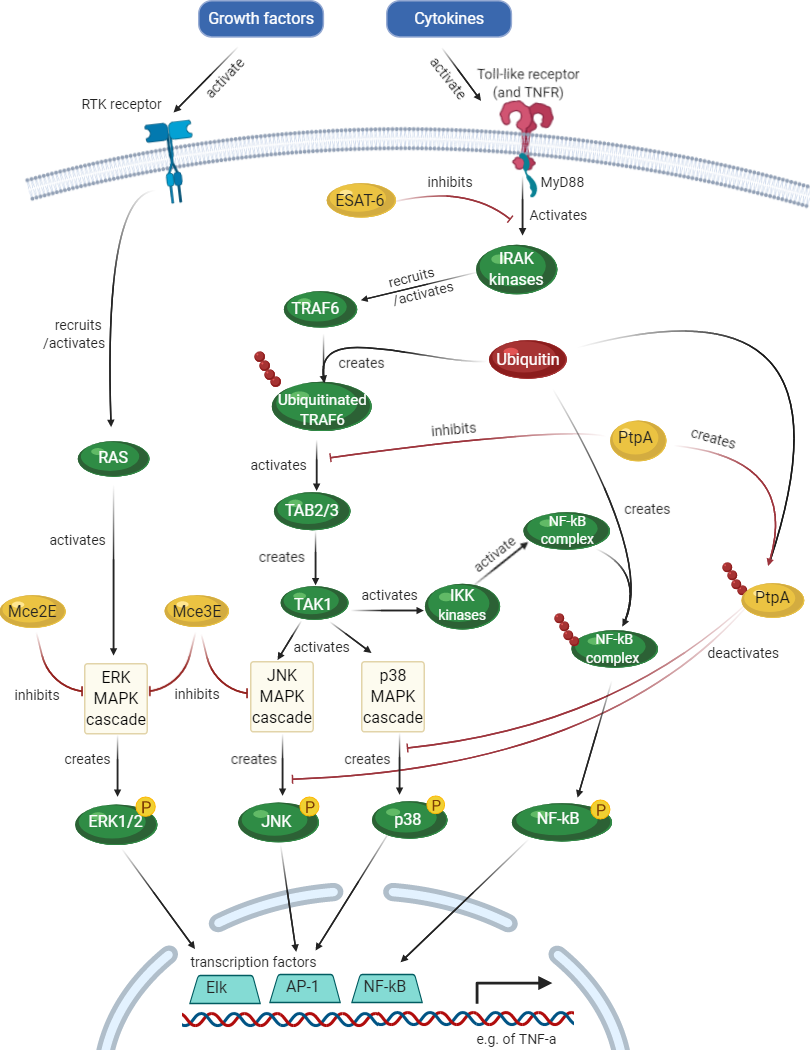 Growth factors
Cytokines
activate
activate
Toll-like receptor
(and TNFR)
RTK receptor
MyD88
inhibits
ESAT-6
Activates
IRAK
kinases
recruits
/activates
TRAF6
recruits
/activates
creates
Ubiquitin
Ubiquitinated
TRAF6
inhibits
PtpA
creates
RAS
activates
TAB2/3
creates
NF-kB
complex
activates
creates
activate
activates
TAK1
IKK
kinases
PtpA
Mce2E
Mce3E
activates
NF-kB
complex
deactivates
ERK
MAPK
cascade
JNK
MAPK
cascade
p38
MAPK
cascade
inhibits
inhibits
creates
creates
creates
P
P
P
P
ERK1/2
JNK
p38
NF-kB
transcription factors
Elk
AP-1
NF-kB
e.g. of TNF-a